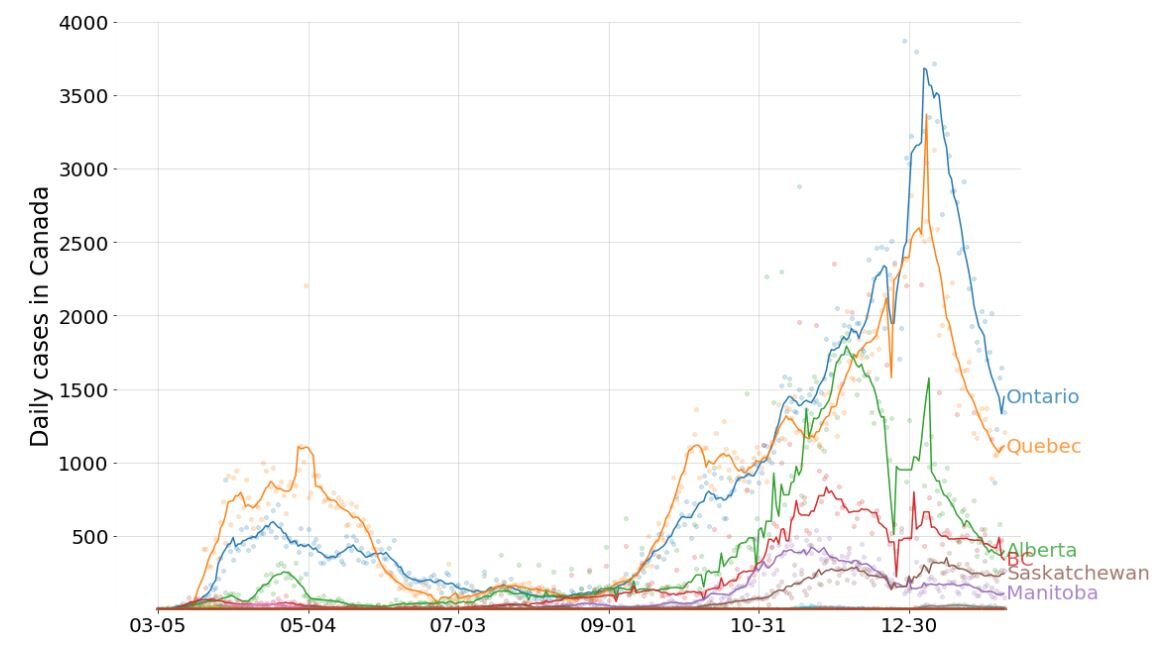 4000
3500
3000
2500
2000
1500
1000
500
Daily cases in Canada
Ontario
Quebec
Alberta
BC
Saskatchewan
Manitoba
03-05 05-04 07-03 09-01 10-31 12-30